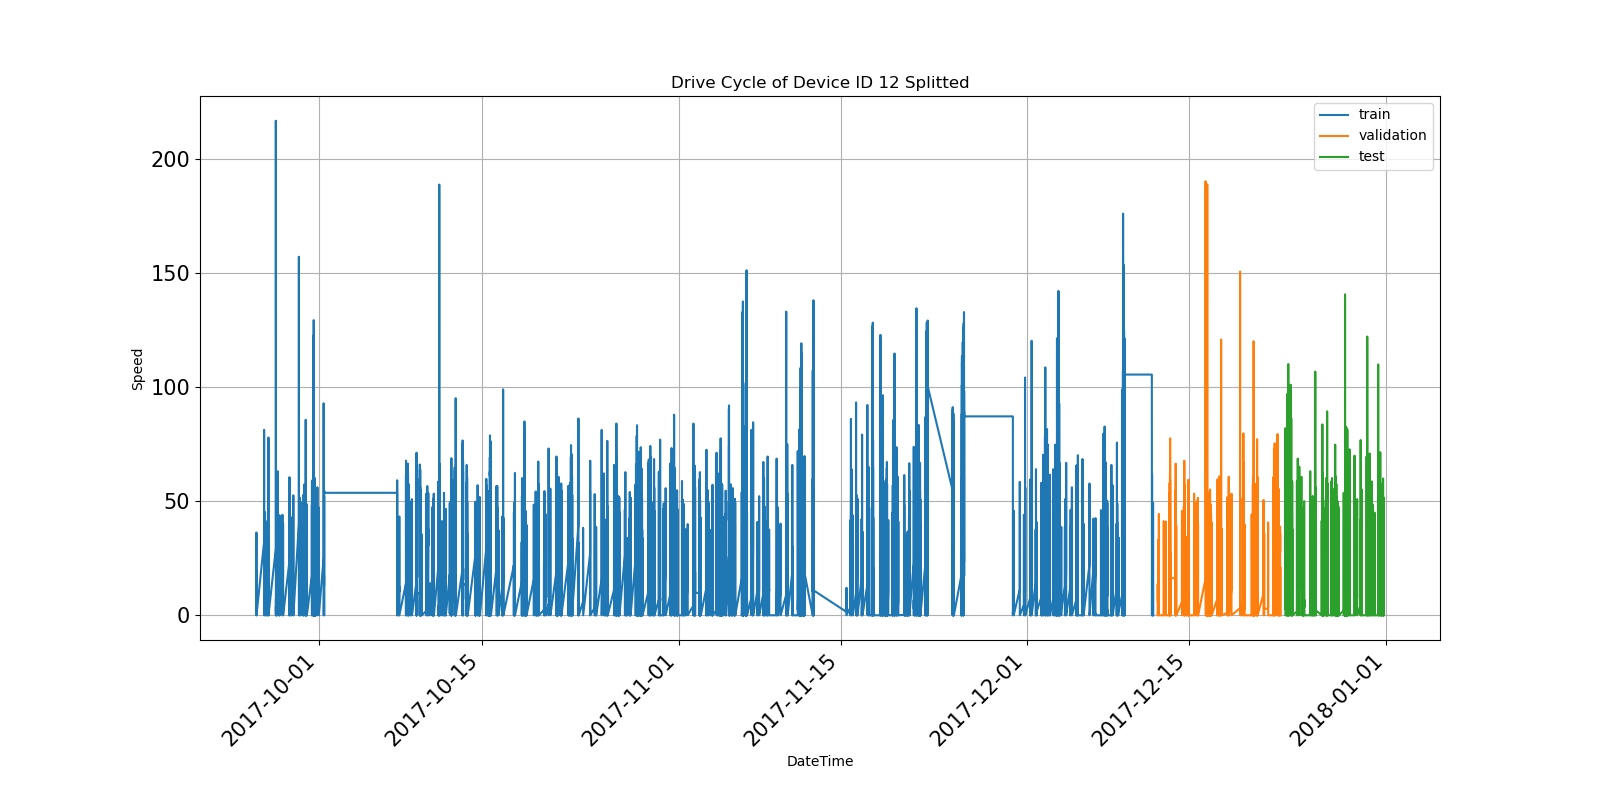 Drive Cycle of Device ID 12 Splitted
train
validation
test
200
150
100
50
0
Speed
2017-10-01
2017-10-15
2017-11-01
2017-11-15
2017-12-01
2017-12-15
2018-01-01
DateTime